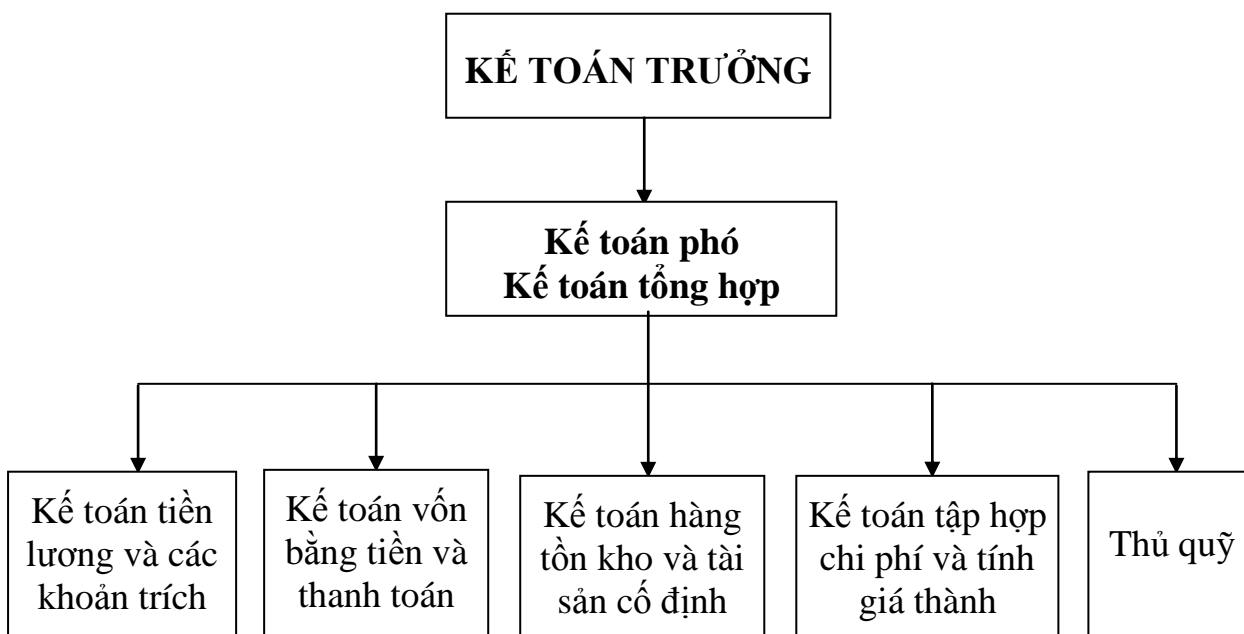 KẾ TOÁN TRƯỞNG
Kế toán phó
Kế toán tổng hợp
Kế toán tiền
lương và các
khoản trích
Kế toán vốn
bằng tiền và
thanh toán
Kế toán hàng
tồn kho và tài
sản cố định
Kế toán tập hợp
chi phí và tính
giá thành
Thủ quỹ